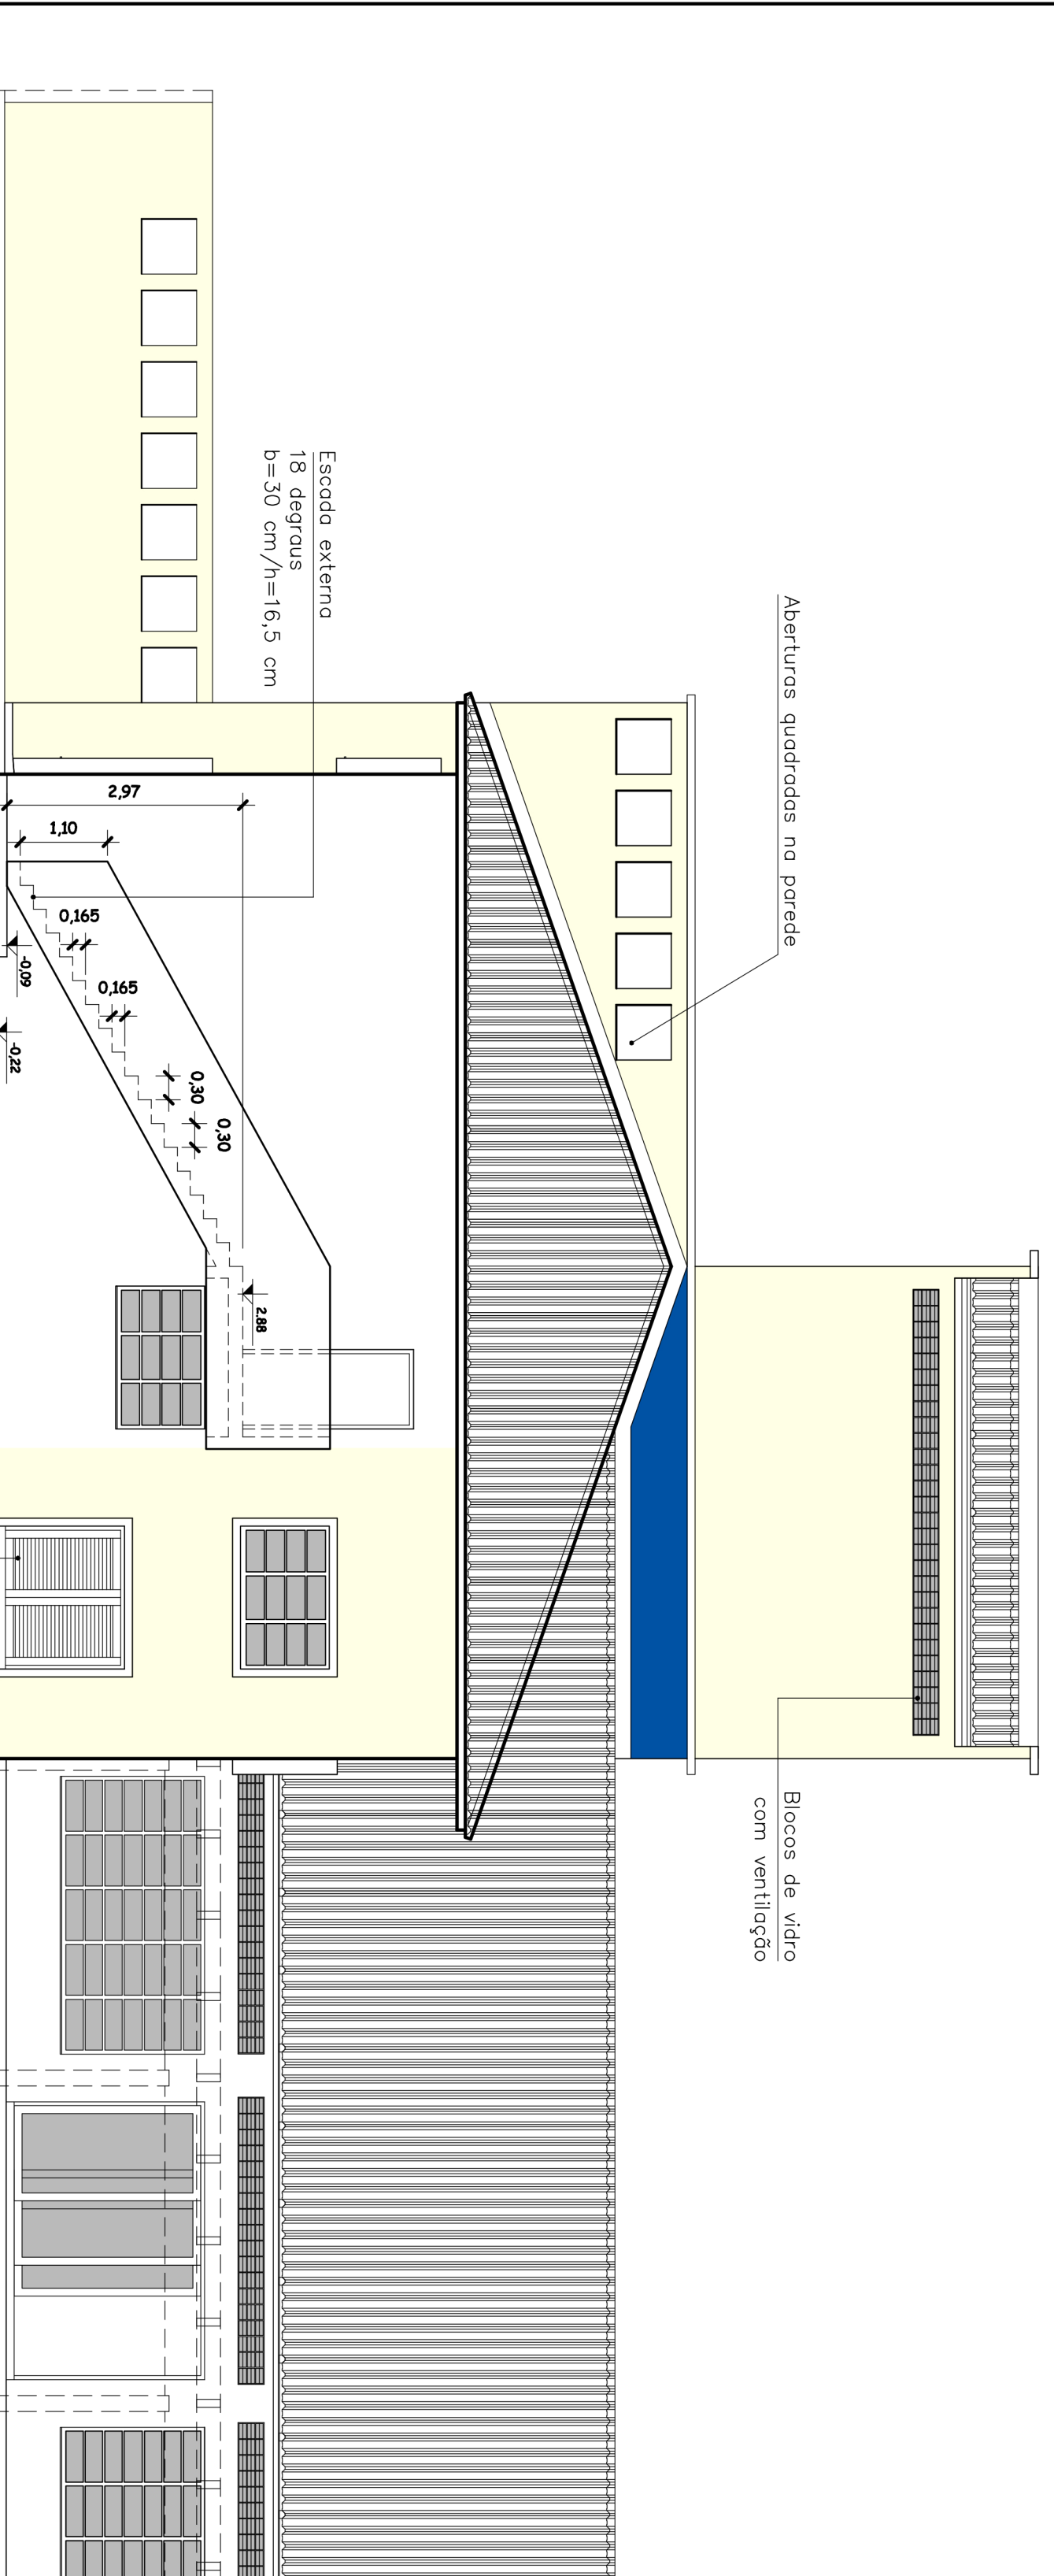 Aberturas quadradas na parede
Blocos de vidro
com ventilação
Escada externa
18 degraus
b=30 cm/h=16,5 cm
2,97
1,10
0,165
0,165
0,30
0,30
2.88
-0,09
-0,22